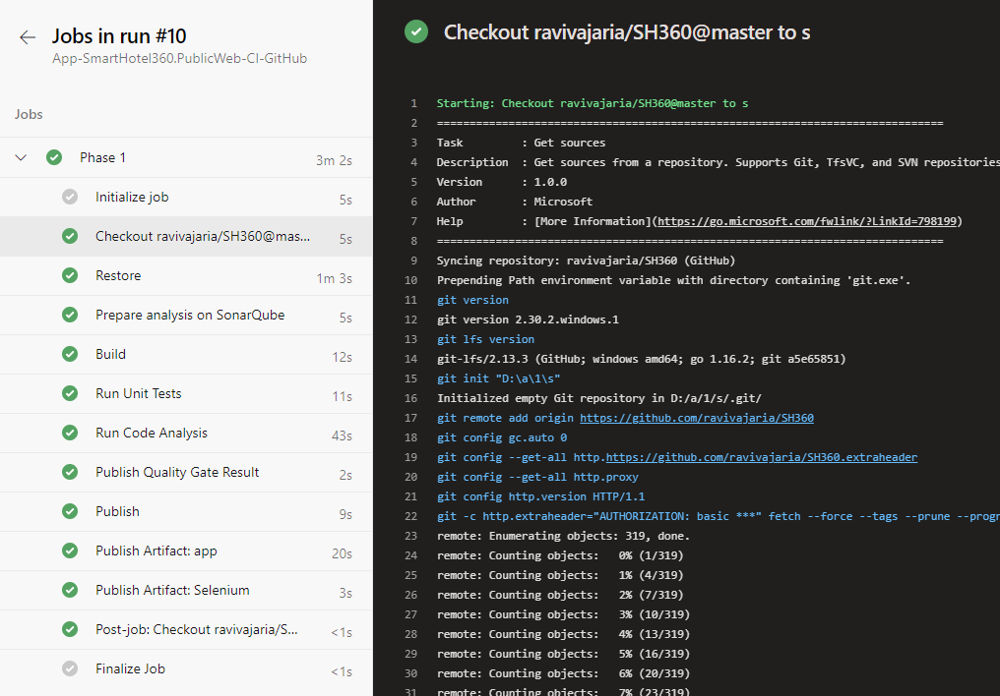 Jobs in run #10
App-SmartHotel360.PublicWeb-CI-GitHub
Jobs
Phase 1 3m 2s
Initialize job 5s
Checkout ravivajaria/SH360@mas... 5s
Restore 1m 3s
Prepare analysis on SonarQube 5s
Build 12s
Run Unit Tests 11s
Run Code Analysis 43s
Publish Quality Gate Result 2s
Publish 9s
Publish Artifact: app 20s
Publish Artifact: Selenium 3s
Post-job: Checkout ravivajaria/S... <1s
Finalize Job <1s
Checkout ravivajaria/SH360@master to s
1 Starting: Checkout ravivajaria/SH360@master to s
2 ==============================================================================
3 Task : Get sources
4 Description : Get sources from a repository. Supports Git, TfsVC, and SVN repositories
5 Version : 1.0.0
6 Author : Microsoft
7 Help : [More Information](https://go.microsoft.com/fwlink/?LinkId=798199)
8 ==============================================================================
9 Syncing repository: ravivajaria/SH360 (GitHub)
10 Prepending Path environment variable with directory containing 'git.exe'.
11 git version
12 git version 2.30.2.windows.1
13 git lfs version
14 git-lfs/2.13.3 (GitHub; windows amd64; go 1.16.2; git a5e65851)
15 git init "D:\a\1\s"
16 Initialized empty Git repository in D:/a/1/s/.git/
17 git remote add origin https://github.com/ravivajaria/SH360
18 git config gc.auto 0
19 git config --get-all http.https://github.com/ravivajaria/SH360.extraheader
20 git config --get-all http.proxy
21 git config http.version HTTP/1.1
22 git -c http.extraheader="AUTHORIZATION: basic ***" fetch --force --tags --prune --progr
23 remote: Enumerating objects: 319, done.
24 remote: Counting objects: 0% (1/319)
25 remote: Counting objects: 1% (4/319)
26 remote: Counting objects: 2% (7/319)
27 remote: Counting objects: 3% (10/319)
28 remote: Counting objects: 4% (13/319)
29 remote: Counting objects: 5% (16/319)
30 remote: Counting objects: 6% (20/319)
31 remote: Counting objects: 7% (23/319)